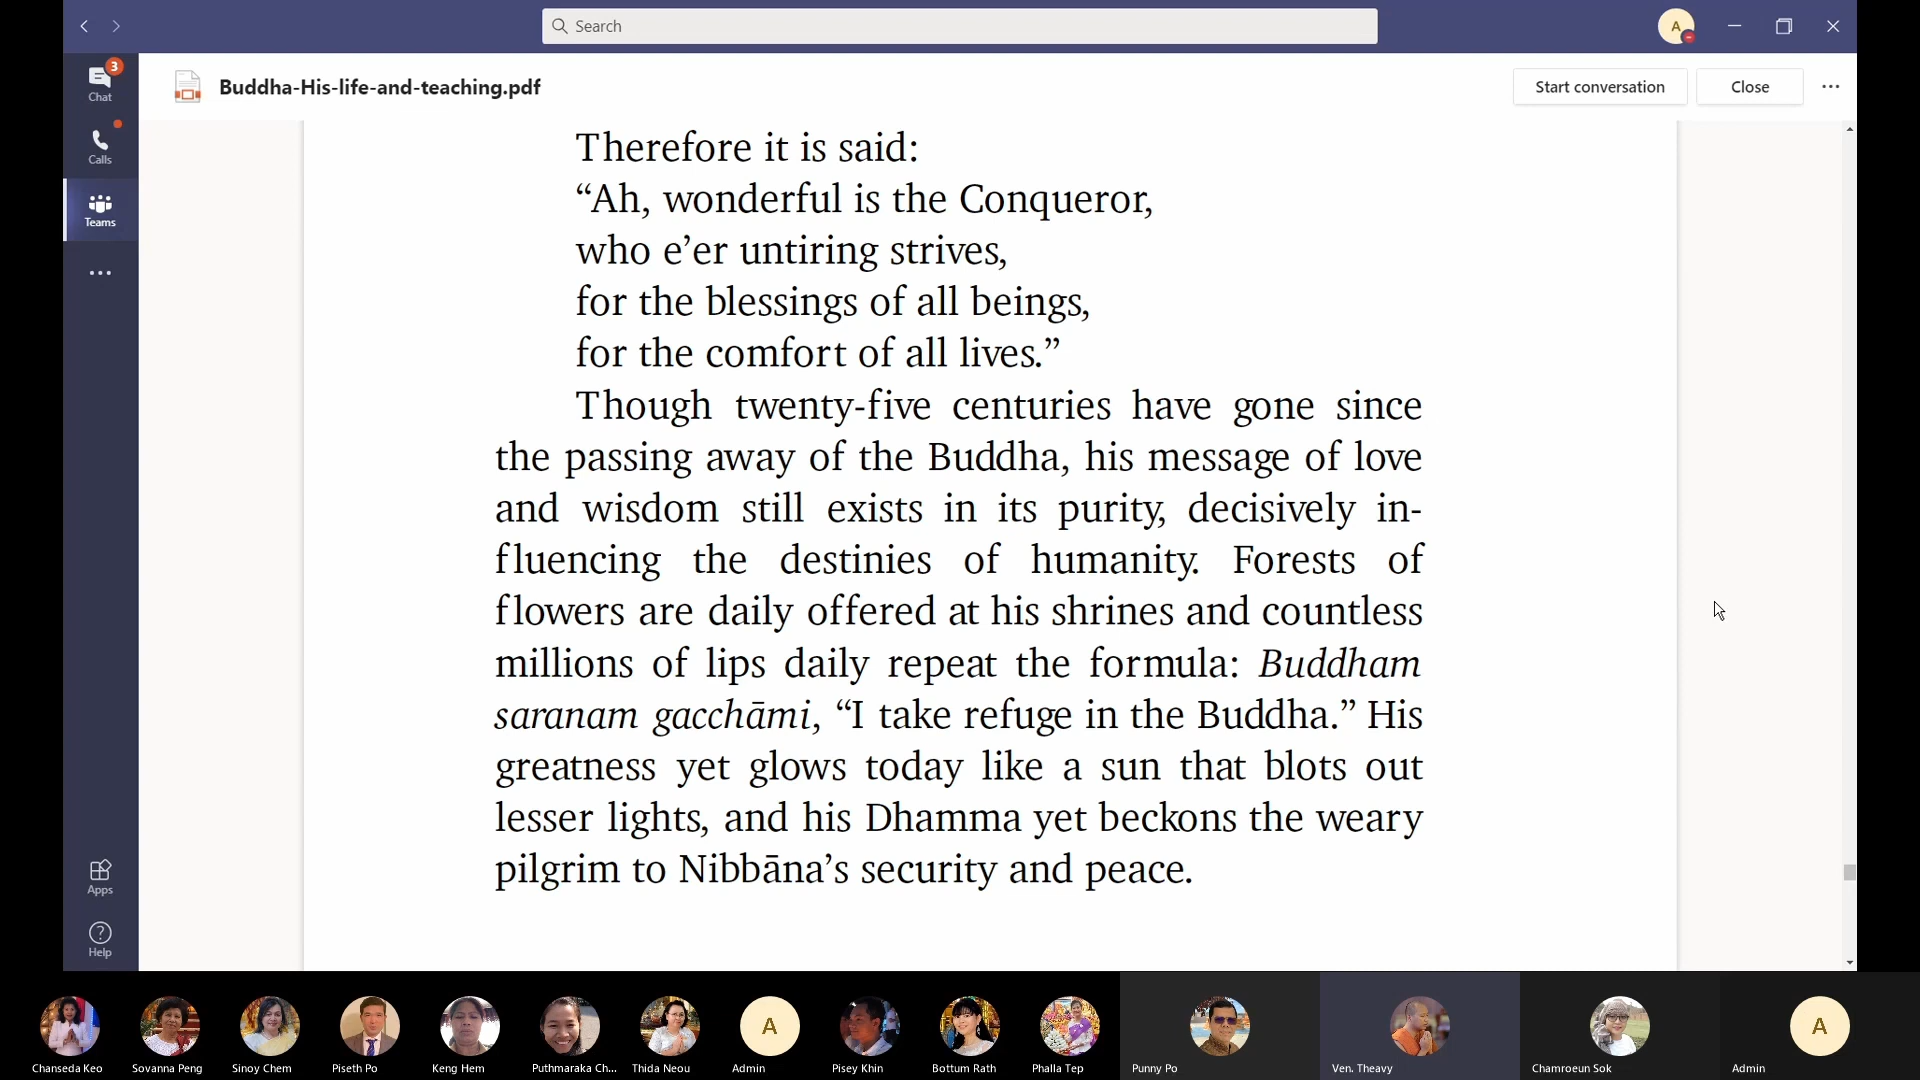 Search
A
Chat
3
Calls
Teams
Apps
Help
Buddha-His-life-and-teaching.pdf
Start conversation
Close
Therefore it is said:
“Ah, wonderful is the Conqueror,
who e’er untiring strives,
for the blessings of all beings,
for the comfort of all lives.”
Though twenty-five centuries have gone since
the passing away of the Buddha, his message of love
and wisdom still exists in its purity, decisively in-
fluencing the destinies of humanity. Forests of
flowers are daily offered at his shrines and countless
millions of lips daily repeat the formula: Buddham
saranam gacchāmi, “I take refuge in the Buddha.” His
greatness yet glows today like a sun that blots out
lesser lights, and his Dhamma yet beckons the weary
pilgrim to Nibbāna’s security and peace.
A
A
Chanseda Keo
Sovanna Peng
Sinoy Chem
Piseth Po
Keng Hem
Puthmaraka Ch...
Thida Neou
Admin
Pisey Khin
Bottum Rath
Phalla Tep
Punny Po
Ven. Theavy
Chamroeun Sok
Admin